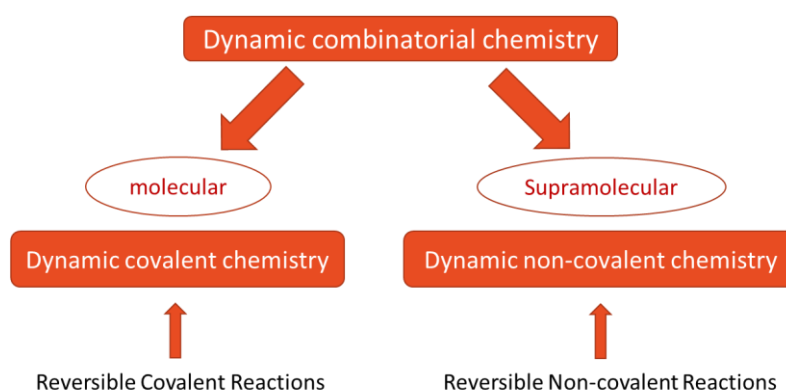 Dynamic combinatorial chemistry
molecular
Supramolecular
Dynamic covalent chemistry
Dynamic non-covalent chemistry
Reversible Covalent Reactions
Reversible Non-covalent Reactions